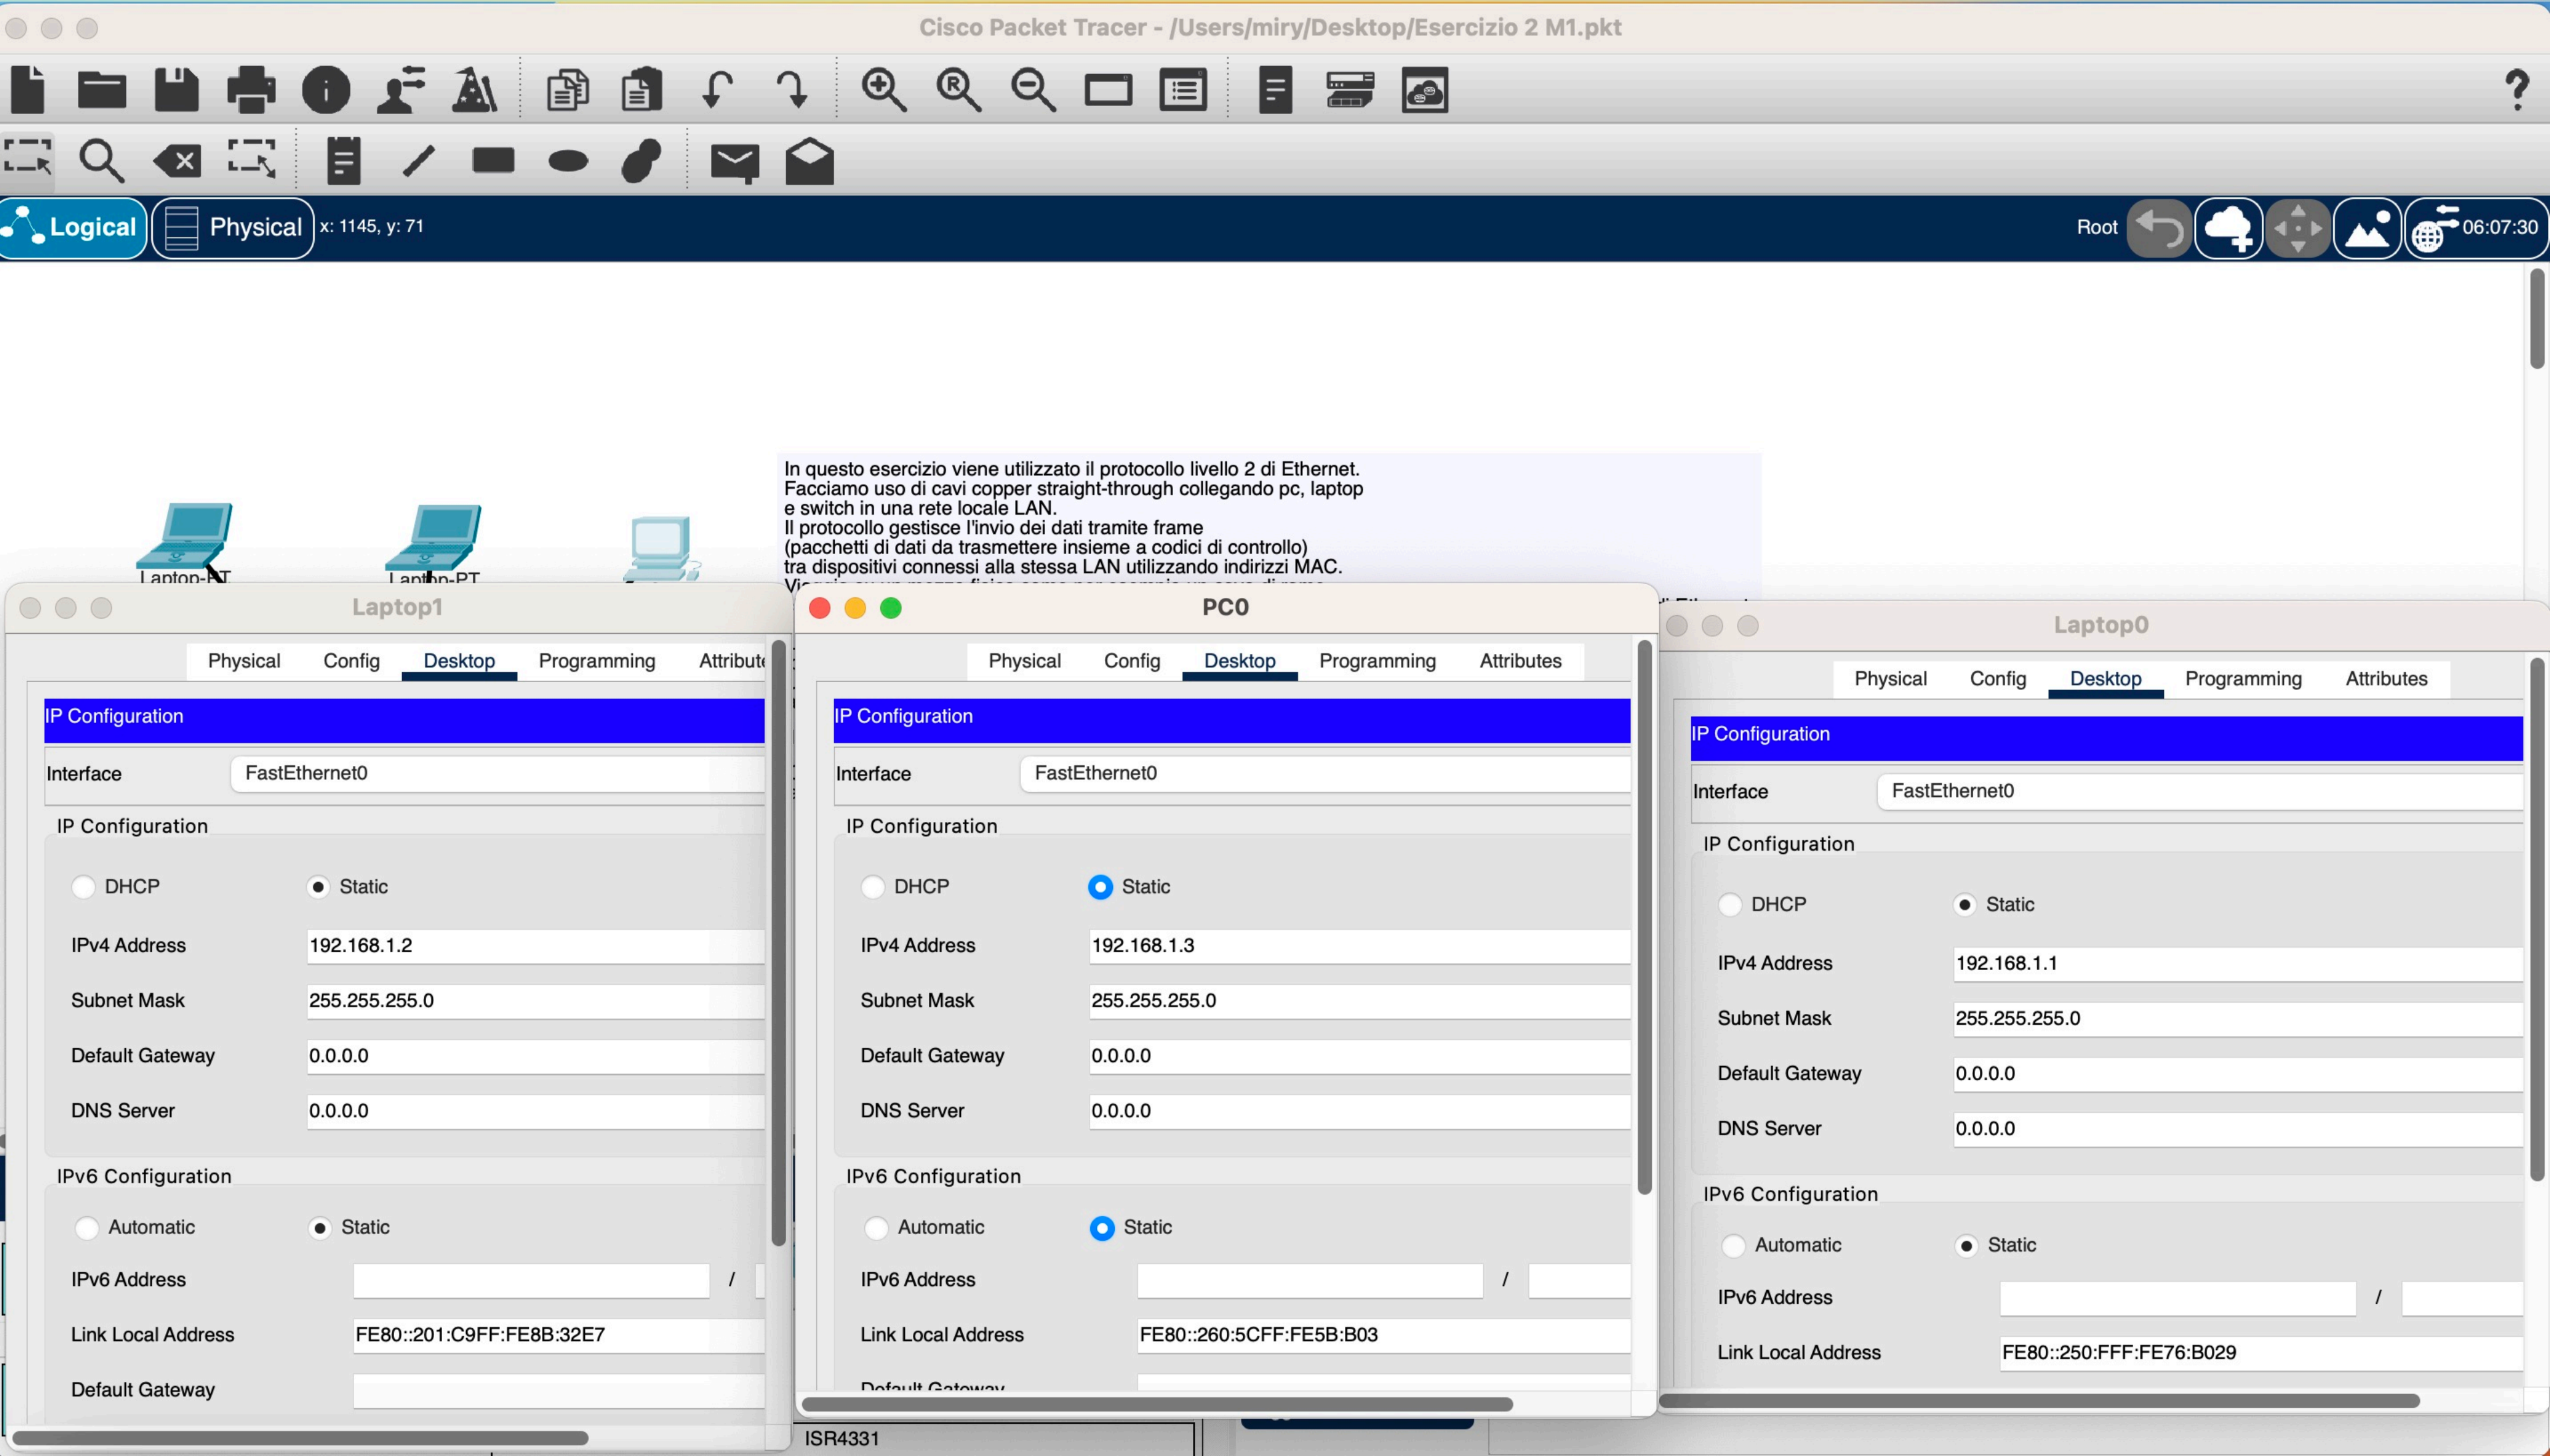 Cisco Packet Tracer - /Users/miry/Desktop/Esercizio 2 M1.pkt
Logical
Physical
x: 1145, y: 71
Root
06:07:30
In questo esercizio viene utilizzato il protocollo livello 2 di Ethernet.
Facciamo uso di cavi copper straight-through collegando pc, laptop
e switch in una rete locale LAN.
Il protocollo gestisce l'invio dei dati tramite frame
(pacchetti di dati da trasmettere insieme a codici di controllo)
tra dispositivi connessi alla stessa LAN utilizzando indirizzi MAC.
Laptop-PT
Laptop-PT
Laptop1
Physical
Config
Desktop
Programming
Attribute
IP Configuration
Interface
FastEthernet0
IP Configuration
DHCP
Static
IPv4 Address
192.168.1.2
Subnet Mask
255.255.255.0
Default Gateway
0.0.0.0
DNS Server
0.0.0.0
IPv6 Configuration
Automatic
Static
IPv6 Address
/
Link Local Address
FE80::201:C9FF:FE8B:32E7
Default Gateway
PC0
Physical
Config
Desktop
Programming
Attributes
IP Configuration
Interface
FastEthernet0
IP Configuration
DHCP
Static
IPv4 Address
192.168.1.3
Subnet Mask
255.255.255.0
Default Gateway
0.0.0.0
DNS Server
0.0.0.0
IPv6 Configuration
Automatic
Static
IPv6 Address
/
Link Local Address
FE80::260:5CFF:FE5B:B03
Default Gateway
Laptop0
Physical
Config
Desktop
Programming
Attributes
IP Configuration
Interface
FastEthernet0
IP Configuration
DHCP
Static
IPv4 Address
192.168.1.1
Subnet Mask
255.255.255.0
Default Gateway
0.0.0.0
DNS Server
0.0.0.0
IPv6 Configuration
Automatic
Static
IPv6 Address
/
Link Local Address
FE80::250:FFF:FE76:B029
ISR4331